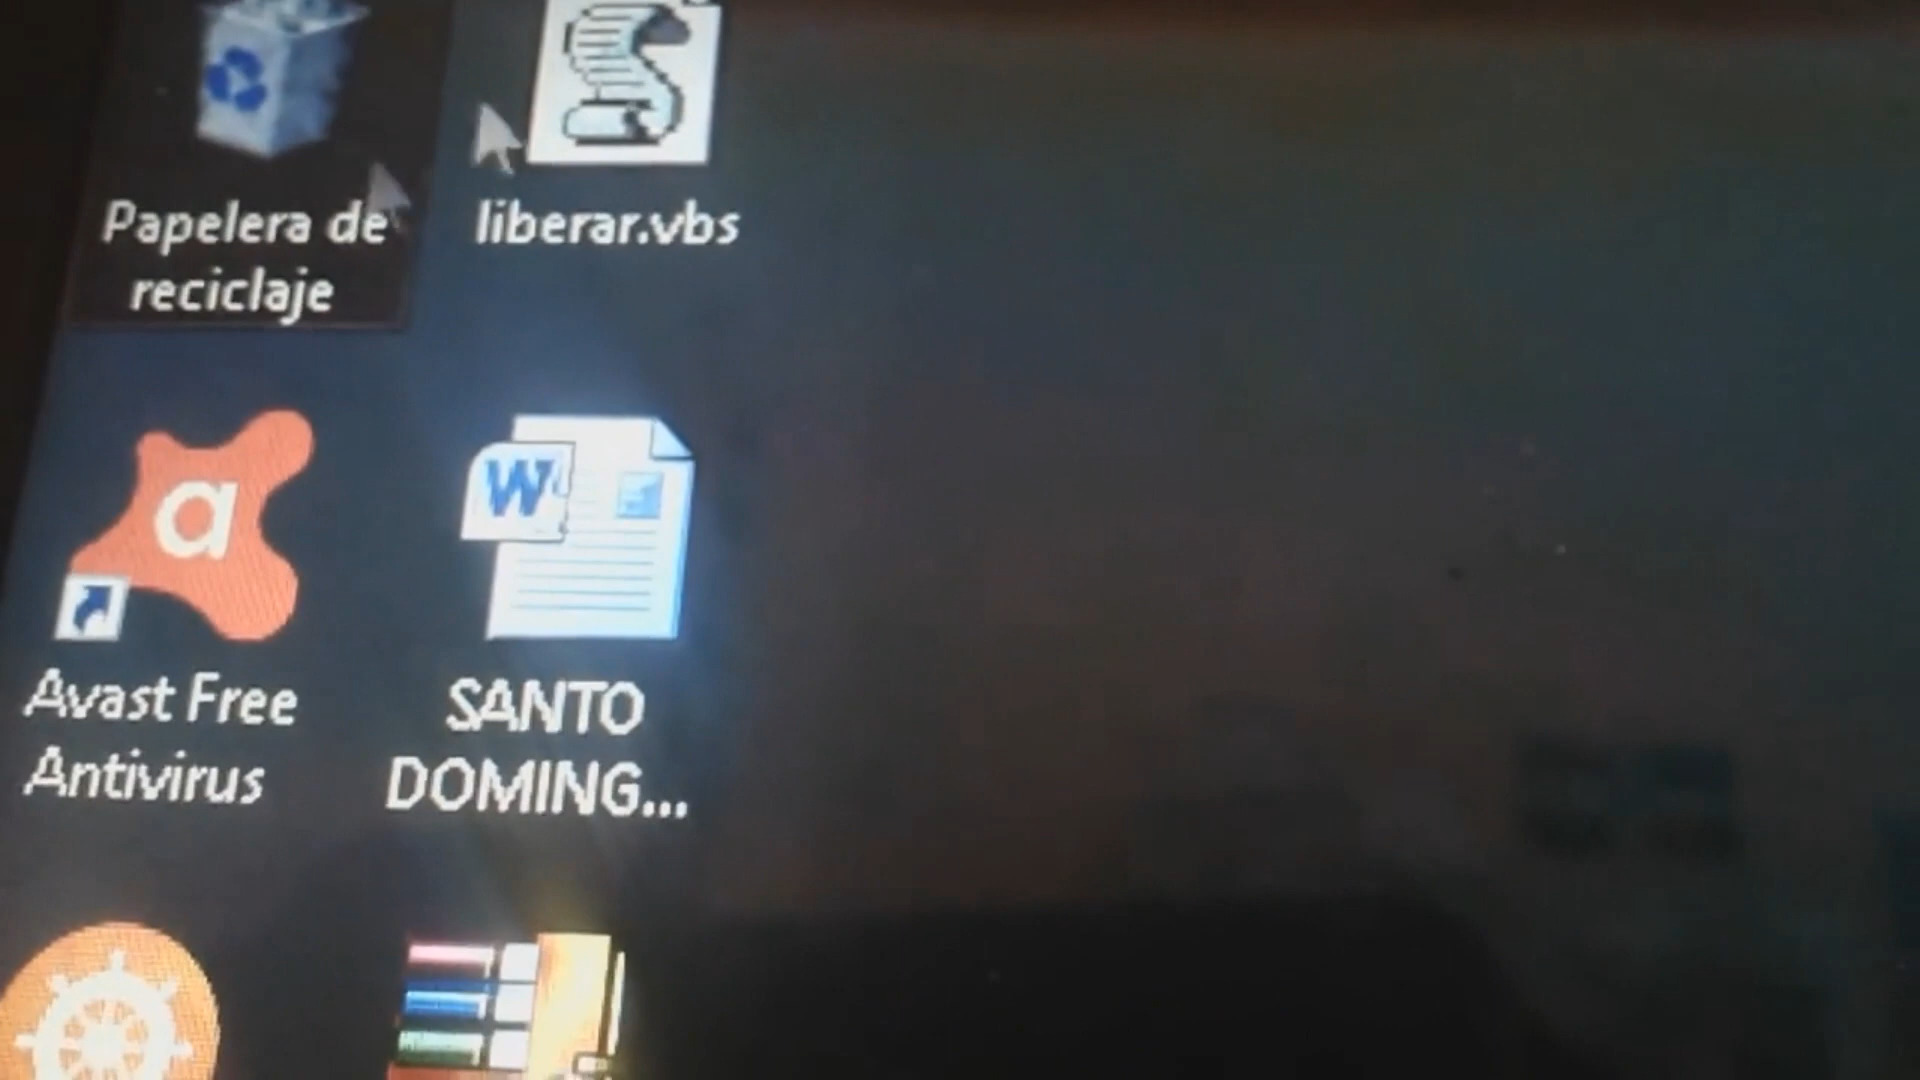 Papelera de
reciclaje
liberar.vbs
a
Avast Free
Antivirus
W
SANTO
DOMING...